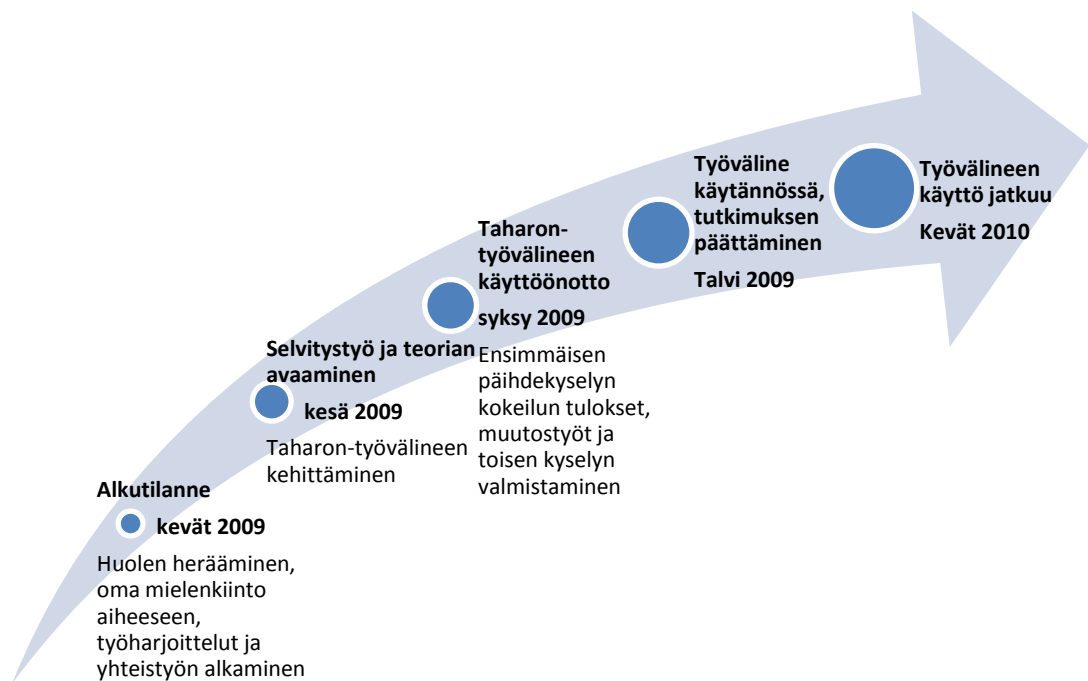 Alkutilanne
kevät 2009
Huolen herääminen,
oma mielenkiinto
aiheeseen,
työharjoittelut ja
yhteistyön alkaminen
Selvitystyö ja teorian
avaaminen
kesä 2009
Taharon-työvälineen
kehittäminen
Taharon-
työvälineen
käyttöönotto
syksy 2009
Ensimmäisen
päihdekyselyn
kokeilun tulokset,
muutostyöt ja
toisen kyselyn
valmistaminen
Työväline
käytännössä,
tutkimuksen
päättäminen
Talvi 2009
Työvälineen
käyttö jatkuu
Kevät 2010